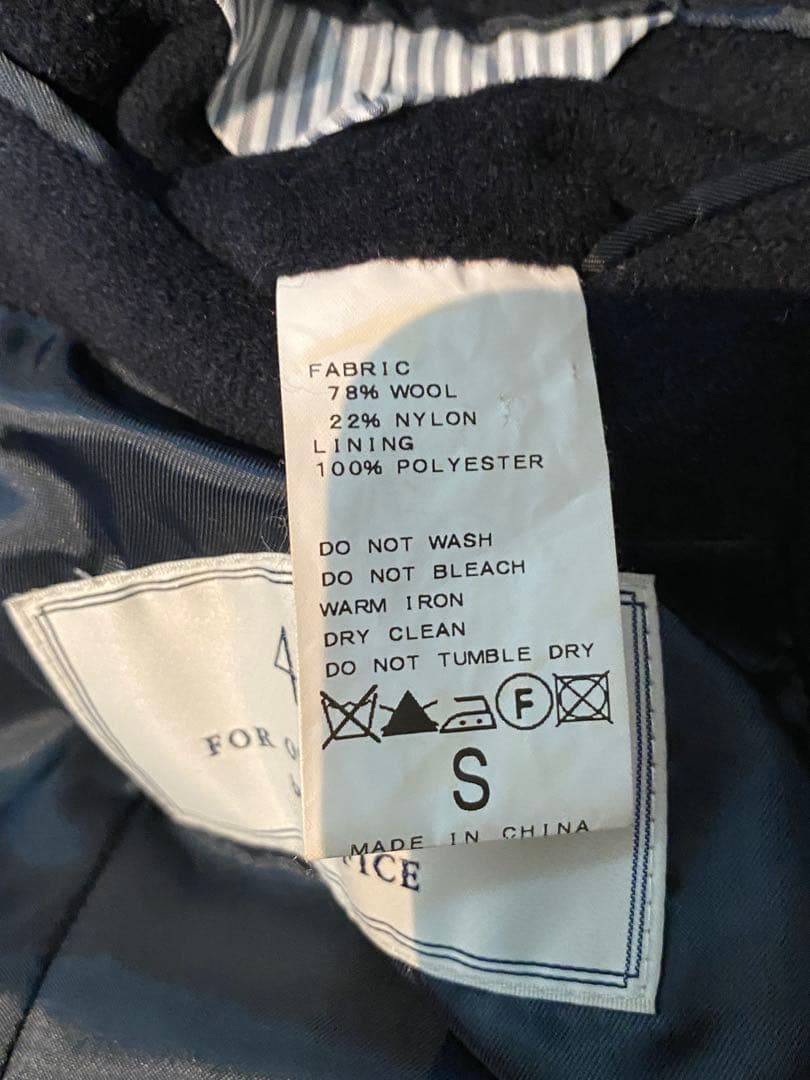 FABRIC
78% WOOL
22% NYLON
LINING
100% POLYESTER
DO NOT WASH
DO NOT BLEACH
WARM IRON
DRY CLEAN
DO NOT TUMBLE DRY
F
S
MADE IN CHINA
4
FOR